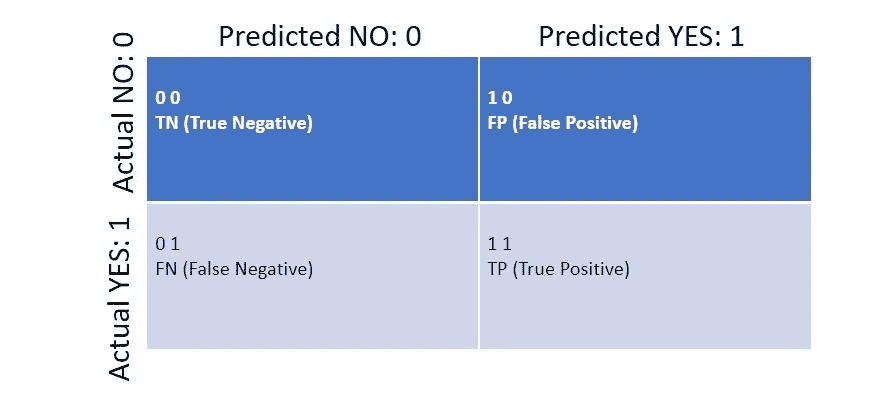 Predicted NO: 0
Predicted YES: 1
Actual NO: 0
0 0
TN (True Negative)
1 0
FP (False Positive)
Actual YES: 1
0 1
FN (False Negative)
1 1
TP (True Positive)